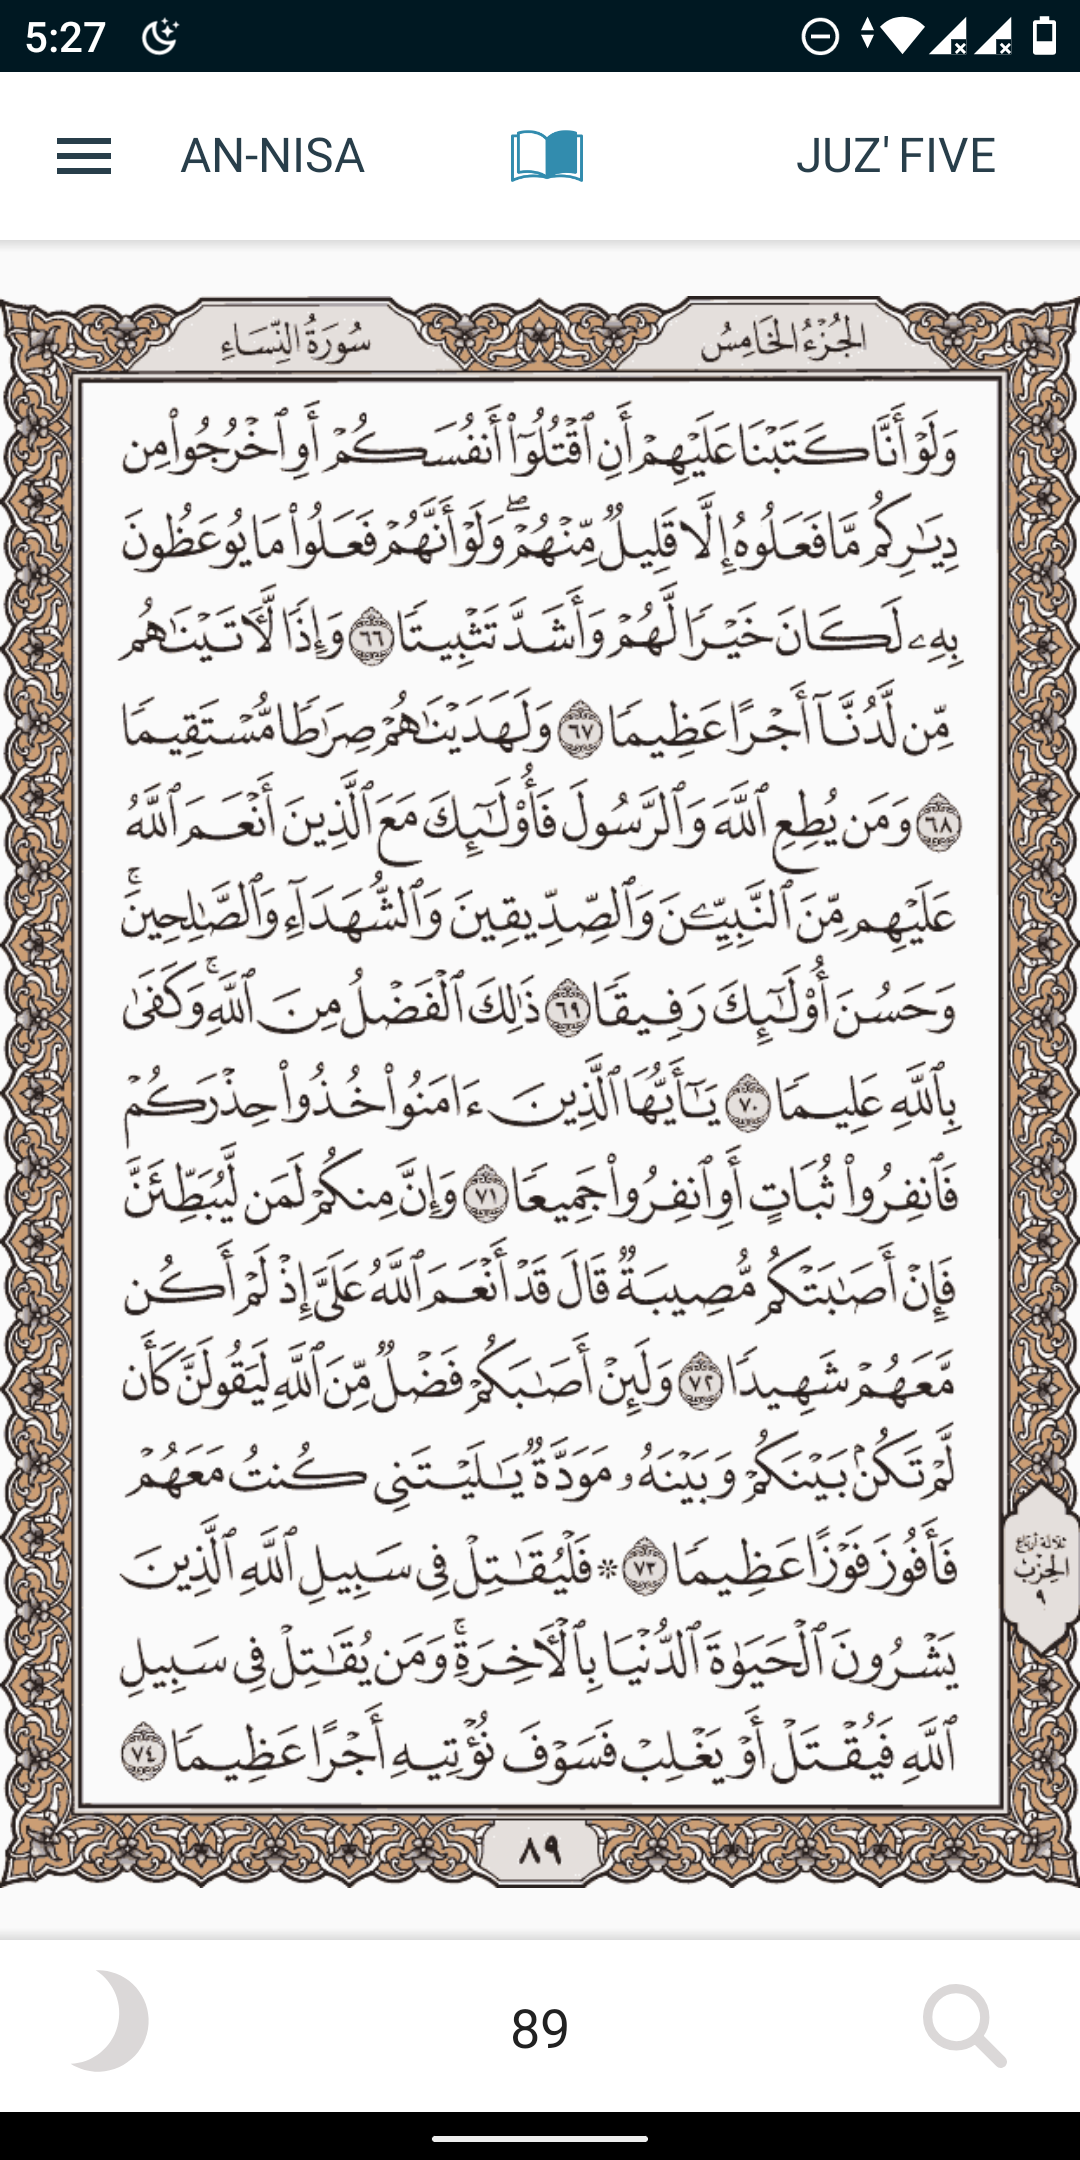 5:27
AN-NISA
JUZ' FIVE
سُورَةُ النِّسَاءِ
الجُزْءُ الخَامِسُ
وَلَوْ أَنَّا كَتَبْنَا عَلَيْهِمْ أَنِ ٱقْتُلُوٓا۟ أَنفُسَكُمْ أَوِ ٱخْرُجُوا۟ مِن
دِيَـٰرِكُم مَّا فَعَلُوهُ إِلَّا قَلِيلٌ مِّنْهُمْ ۖ وَلَوْ أَنَّهُمْ فَعَلُوا۟ مَا يُوعَظُونَ
بِهِۦ لَكَانَ خَيْرًا لَّهُمْ وَأَشَدَّ تَثْبِيتًا ٦٦ وَإِذًا لَّـَٔاتَيْنَـٰهُم
مِّن لَّدُنَّآ أَجْرًا عَظِيمًا ٦٧ وَلَهَدَيْنَـٰهُمْ صِرَٰطًا مُّسْتَقِيمًا
٦٨ وَمَن يُطِعِ ٱللَّهَ وَٱلرَّسُولَ فَأُو۟لَـٰٓئِكَ مَعَ ٱلَّذِينَ أَنْعَمَ ٱللَّهُ
عَلَيْهِم مِّنَ ٱلنَّبِيِّـۧنَ وَٱلصِّدِّيقِينَ وَٱلشُّهَدَآءِ وَٱلصَّـٰلِحِينَ ۚ
وَحَسُنَ أُو۟لَـٰٓئِكَ رَفِيقًا ٦٩ ذَٰلِكَ ٱلْفَضْلُ مِنَ ٱللَّهِ ۚ وَكَفَىٰ
بِٱللَّهِ عَلِيمًا ٧٠ يَـٰٓأَيُّهَا ٱلَّذِينَ ءَامَنُوا۟ خُذُوا۟ حِذْرَكُمْ
فَٱنفِرُوا۟ ثُبَاتٍ أَوِ ٱنفِرُوا۟ جَمِيعًا ٧١ وَإِنَّ مِنكُمْ لَمَن لَّيُبَطِّئَنَّ
فَإِنْ أَصَـٰبَتْكُم مُّصِيبَةٌ قَالَ قَدْ أَنْعَمَ ٱللَّهُ عَلَىَّ إِذْ لَمْ أَكُن
مَّعَهُمْ شَهِيدًا ٧٢ وَلَئِنْ أَصَـٰبَكُمْ فَضْلٌ مِّنَ ٱللَّهِ لَيَقُولَنَّ كَأَن
لَّمْ تَكُنۢ بَيْنَكُمْ وَبَيْنَهُۥ مَوَدَّةٌ يَـٰلَيْتَنِى كُنتُ مَعَهُمْ
فَأَفُوزَ فَوْزًا عَظِيمًا ٧٣ * فَلْيُقَـٰتِلْ فِى سَبِيلِ ٱللَّهِ ٱلَّذِينَ
يَشْرُونَ ٱلْحَيَوٰةَ ٱلدُّنْيَا بِٱلْـَٔاخِرَةِ ۚ وَمَن يُقَـٰتِلْ فِى سَبِيلِ
ٱللَّهِ فَيُقْتَلْ أَوْ يَغْلِبْ فَسَوْفَ نُؤْتِيهِ أَجْرًا عَظِيمًا ٧٤
ثلاثة أرباع
الحِزْب
٩
٨٩
89